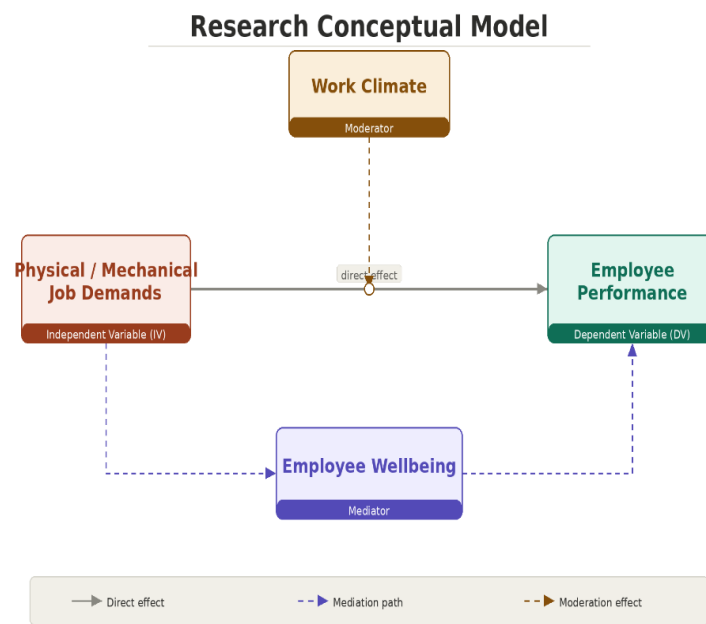 Research Conceptual Model
Work Climate
Moderator
direct effect
Physical / Mechanical
Job Demands
Independent Variable (IV)
Employee
Performance
Dependent Variable (DV)
Employee Wellbeing
Mediator
Direct effect
Mediation path
Moderation effect